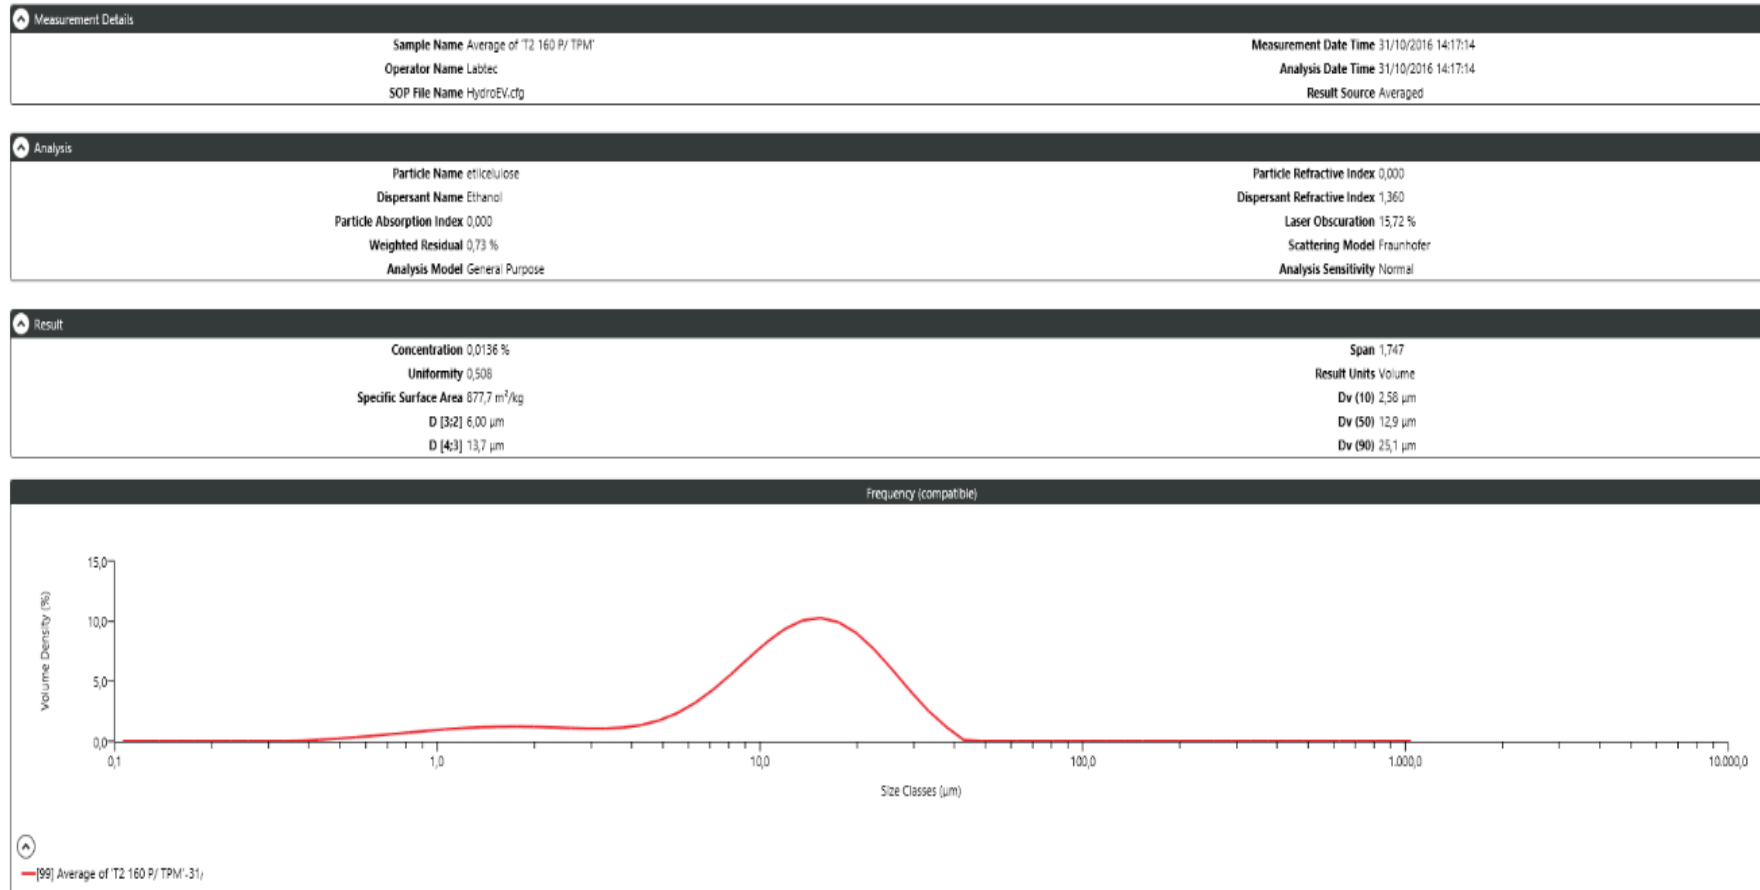 Measurement Details
Sample Name Average of 'T2 160 P/ TPM' Measurement Date Time 31/10/2016 14:17:14
Operator Name Labtec Analysis Date Time 31/10/2016 14:17:14
SOP File Name HydroEV.cfg Result Source Averaged
Analysis
Particle Name etilcelulose Particle Refractive Index 0,000
Dispersant Name Ethanol Dispersant Refractive Index 1,360
Particle Absorption Index 0,000 Laser Obscuration 15,72 %
Weighted Residual 0,73 % Scattering Model Fraunhofer
Analysis Model General Purpose Analysis Sensitivity Normal
Result
Concentration 0,0136 % Span 1,747
Uniformity 0,508 Result Units Volume
Specific Surface Area 877,7 m²/kg Dv (10) 2,58 µm
D [3;2] 6,00 µm Dv (50) 12,9 µm
D [4;3] 13,7 µm Dv (90) 25,1 µm
Frequency (compatible)
Volume Density (%)
15,0
10,0
5,0
0,0
0,1 1,0 10,0 100,0 1.000,0 10.000,0
Size Classes (µm)
[99] Average of 'T2 160 P/ TPM'-31/